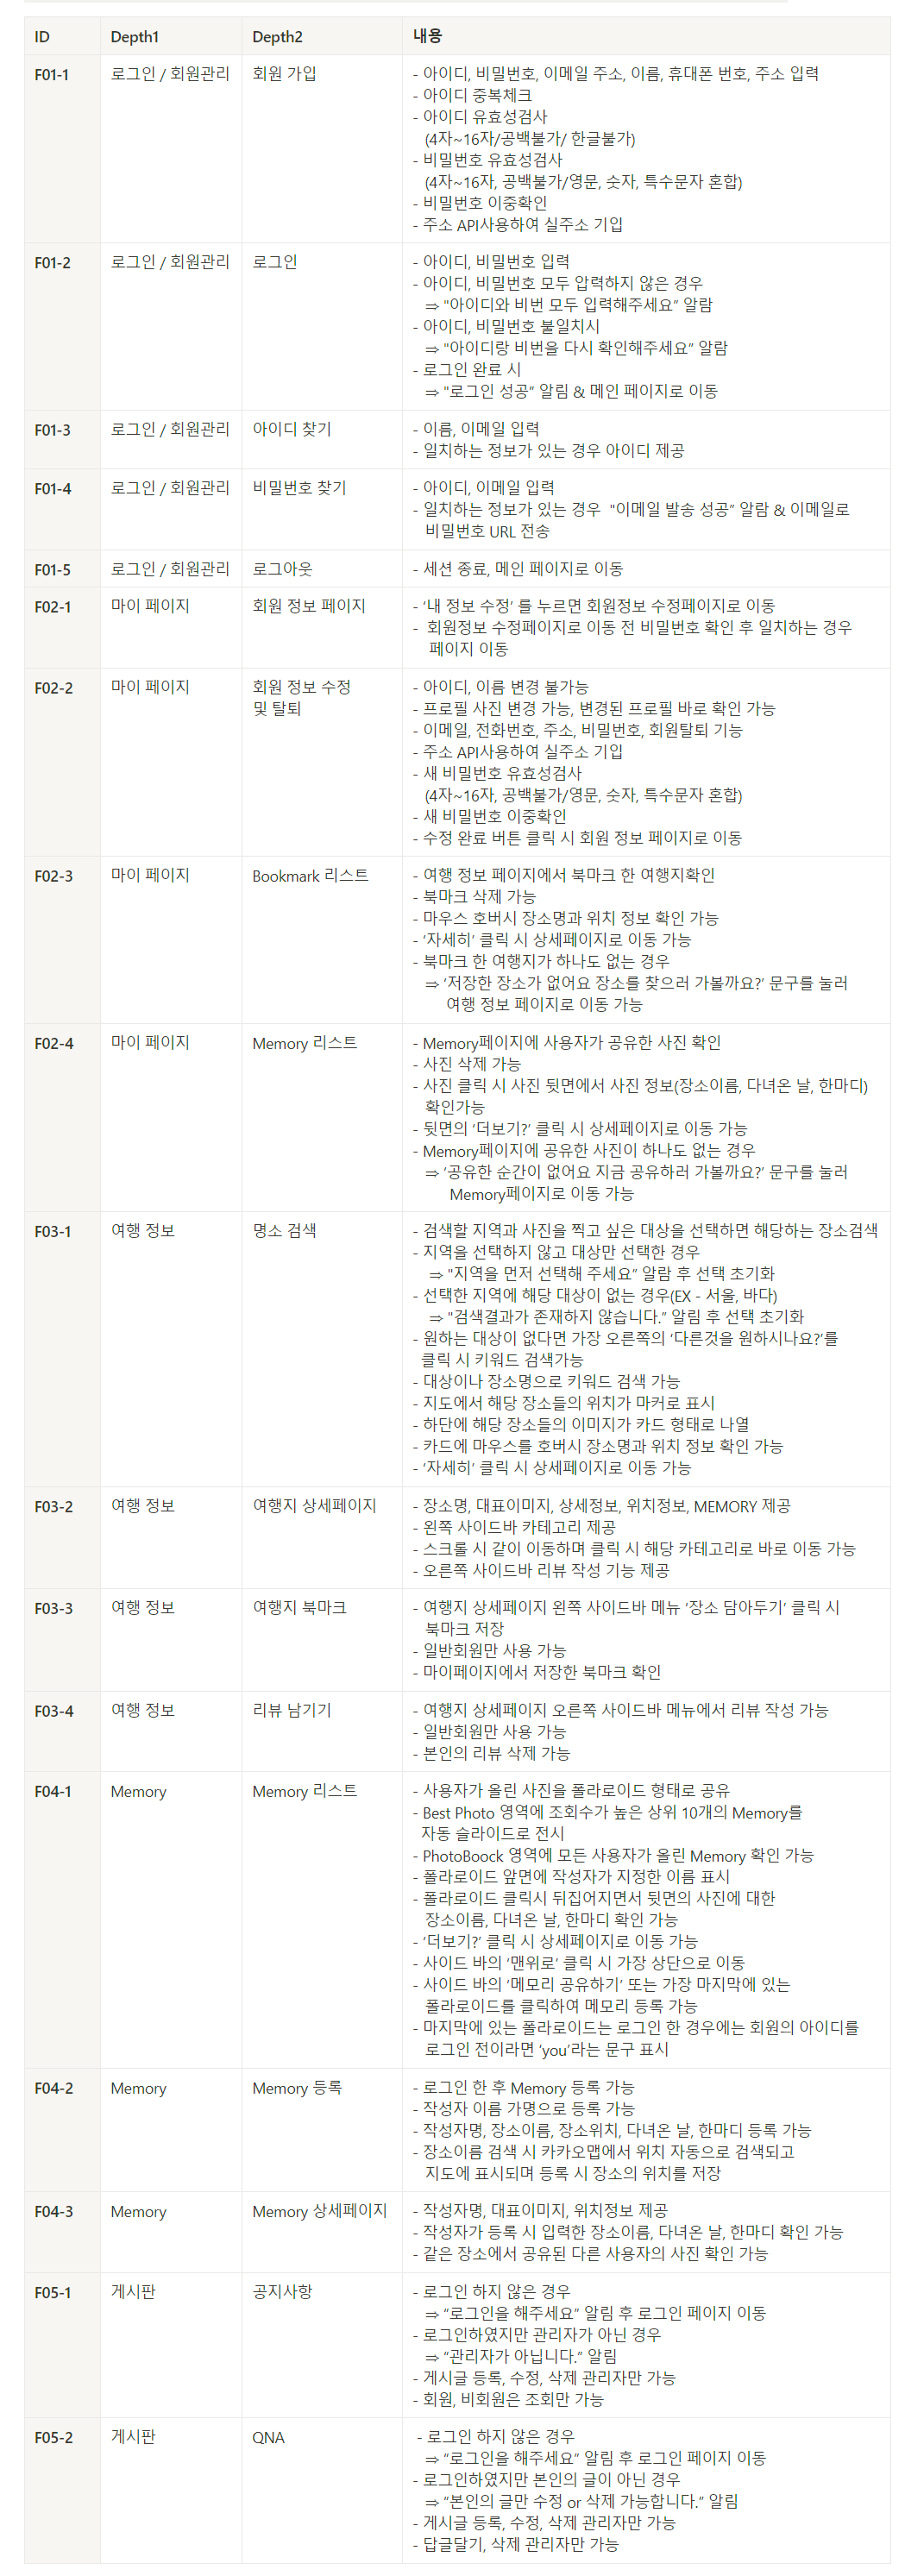 ID Depth1 Depth2 내용
F01-1 로그인 / 회원관리 회원 가입 - 아이디, 비밀번호, 이메일 주소, 이름, 휴대폰 번호, 주소 입력
- 아이디 중복체크
- 아이디 유효성검사
(4자~16자/공백불가/ 한글불가)
- 비밀번호 유효성검사
(4자~16자, 공백불가/영문, 숫자, 특수문자 혼합)
- 비밀번호 이중확인
- 주소 API사용하여 실주소 기입
F01-2 로그인 / 회원관리 로그인 - 아이디, 비밀번호 입력
- 아이디, 비밀번호 모두 압력하지 않은 경우
⇒ "아이디와 비번 모두 입력해주세요” 알람
- 아이디, 비밀번호 불일치시
⇒ "아이디랑 비번을 다시 확인해주세요” 알람
- 로그인 완료 시
⇒ "로그인 성공” 알림 & 메인 페이지로 이동
F01-3 로그인 / 회원관리 아이디 찾기 - 이름, 이메일 입력
- 일치하는 정보가 있는 경우 아이디 제공
F01-4 로그인 / 회원관리 비밀번호 찾기 - 아이디, 이메일 입력
- 일치하는 정보가 있는 경우 "이메일 발송 성공” 알람 & 이메일로
비밀번호 URL 전송
F01-5 로그인 / 회원관리 로그아웃 - 세션 종료, 메인 페이지로 이동
F02-1 마이 페이지 회원 정보 페이지 - ‘내 정보 수정’ 를 누르면 회원정보 수정페이지로 이동
- 회원정보 수정페이지로 이동 전 비밀번호 확인 후 일치하는 경우
페이지 이동
F02-2 마이 페이지 회원 정보 수정 - 아이디, 이름 변경 불가능
및 탈퇴 - 프로필 사진 변경 가능, 변경된 프로필 바로 확인 가능
- 이메일, 전화번호, 주소, 비밀번호, 회원탈퇴 기능
- 주소 API사용하여 실주소 기입
- 새 비밀번호 유효성검사
(4자~16자, 공백불가/영문, 숫자, 특수문자 혼합)
- 새 비밀번호 이중확인
- 수정 완료 버튼 클릭 시 회원 정보 페이지로 이동
F02-3 마이 페이지 Bookmark 리스트 - 여행 정보 페이지에서 북마크 한 여행지확인
- 북마크 삭제 가능
- 마우스 호버시 장소명과 위치 정보 확인 가능
- ‘자세히’ 클릭 시 상세페이지로 이동 가능
- 북마크 한 여행지가 하나도 없는 경우
⇒ ‘저장한 장소가 없어요 장소를 찾으러 가볼까요?’ 문구를 눌러
여행 정보 페이지로 이동 가능
F02-4 마이 페이지 Memory 리스트 - Memory페이지에 사용자가 공유한 사진 확인
- 사진 삭제 가능
- 사진 클릭 시 사진 뒷면에서 사진 정보(장소이름, 다녀온 날, 한마디)
확인가능
- 뒷면의 ‘더보기?’ 클릭 시 상세페이지로 이동 가능
- Memory페이지에 공유한 사진이 하나도 없는 경우
⇒ ‘공유한 순간이 없어요 지금 공유하러 가볼까요?’ 문구를 눌러
Memory페이지로 이동 가능
F03-1 여행 정보 명소 검색 - 검색할 지역과 사진을 찍고 싶은 대상을 선택하면 해당하는 장소검색
- 지역을 선택하지 않고 대상만 선택한 경우
⇒ "지역을 먼저 선택해 주세요” 알람 후 선택 초기화
- 선택한 지역에 해당 대상이 없는 경우(EX - 서울, 바다)
⇒ "검색결과가 존재하지 않습니다.” 알림 후 선택 초기화
- 원하는 대상이 없다면 가장 오른쪽의 ‘다른것을 원하시나요?’를
클릭 시 키워드 검색가능
- 대상이나 장소명으로 키워드 검색 가능
- 지도에서 해당 장소들의 위치가 마커로 표시
- 하단에 해당 장소들의 이미지가 카드 형태로 나열
- 카드에 마우스를 호버시 장소명과 위치 정보 확인 가능
- ‘자세히’ 클릭 시 상세페이지로 이동 가능
F03-2 여행 정보 여행지 상세페이지 - 장소명, 대표이미지, 상세정보, 위치정보, MEMORY 제공
- 왼쪽 사이드바 카테고리 제공
- 스크롤 시 같이 이동하며 클릭 시 해당 카테고리로 바로 이동 가능
- 오른쪽 사이드바 리뷰 작성 기능 제공
F03-3 여행 정보 여행지 북마크 - 여행지 상세페이지 왼쪽 사이드바 메뉴 ‘장소 담아두기’ 클릭 시
북마크 저장
- 일반회원만 사용 가능
- 마이페이지에서 저장한 북마크 확인
F03-4 여행 정보 리뷰 남기기 - 여행지 상세페이지 오른쪽 사이드바 메뉴에서 리뷰 작성 가능
- 일반회원만 사용 가능
- 본인의 리뷰 삭제 가능
F04-1 Memory Memory 리스트 - 사용자가 올린 사진을 폴라로이드 형태로 공유
- Best Photo 영역에 조회수가 높은 상위 10개의 Memory를
자동 슬라이드로 전시
- PhotoBoock 영역에 모든 사용자가 올린 Memory 확인 가능
- 폴라로이드 앞면에 작성자가 지정한 이름 표시
- 폴라로이드 클릭시 뒤집어지면서 뒷면의 사진에 대한
장소이름, 다녀온 날, 한마디 확인 가능
- ‘더보기?’ 클릭 시 상세페이지로 이동 가능
- 사이드 바의 ‘맨위로’ 클릭 시 가장 상단으로 이동
- 사이드 바의 ‘메모리 공유하기’ 또는 가장 마지막에 있는
폴라로이드를 클릭하여 메모리 등록 가능
- 마지막에 있는 폴라로이드는 로그인 한 경우에는 회원의 아이디를
로그인 전이라면 ‘you’라는 문구 표시
F04-2 Memory Memory 등록 - 로그인 한 후 Memory 등록 가능
- 작성자 이름 가명으로 등록 가능
- 작성자명, 장소이름, 장소위치, 다녀온 날, 한마디 등록 가능
- 장소이름 검색 시 카카오맵에서 위치 자동으로 검색되고
지도에 표시되며 등록 시 장소의 위치를 저장
F04-3 Memory Memory 상세페이지 - 작성자명, 대표이미지, 위치정보 제공
- 작성자가 등록 시 입력한 장소이름, 다녀온 날, 한마디 확인 가능
- 같은 장소에서 공유된 다른 사용자의 사진 확인 가능
F05-1 게시판 공지사항 - 로그인 하지 않은 경우
⇒ “로그인을 해주세요” 알림 후 로그인 페이지 이동
- 로그인하였지만 관리자가 아닌 경우
⇒ “관리자가 아닙니다.” 알림
- 게시글 등록, 수정, 삭제 관리자만 가능
- 회원, 비회원은 조회만 가능
F05-2 게시판 QNA - 로그인 하지 않은 경우
⇒ “로그인을 해주세요” 알림 후 로그인 페이지 이동
- 로그인하였지만 본인의 글이 아닌 경우
⇒ “본인의 글만 수정 or 삭제 가능합니다.” 알림
- 게시글 등록, 수정, 삭제 관리자만 가능
- 답글달기, 삭제 관리자만 가능